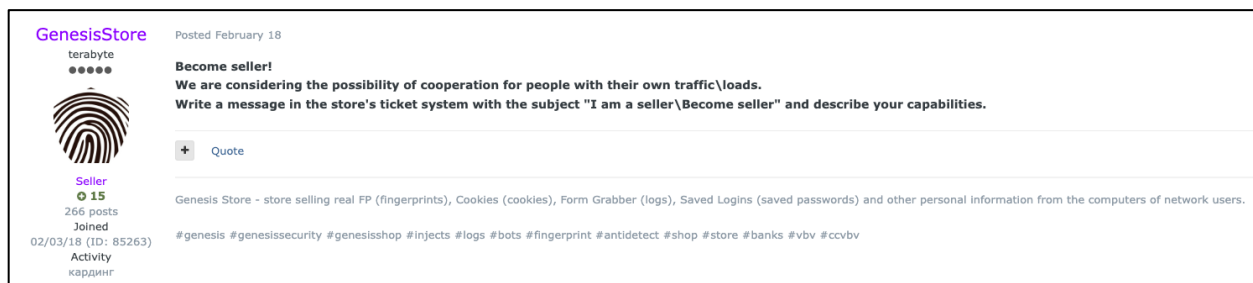 GenesisStore
terabyte
Seller
15
266 posts
Joined
02/03/18 (ID: 85263)
Activity
кардинг
Posted February 18
Become seller!
We are considering the possibility of cooperation for people with their own traffic\loads.
Write a message in the store's ticket system with the subject "I am a seller\Become seller" and describe your capabilities.
+ Quote
Genesis Store - store selling real FP (fingerprints), Cookies (cookies), Form Grabber (logs), Saved Logins (saved passwords) and other personal information from the computers of network users.
#genesis #genesissecurity #genesisshop #injects #logs #bots #fingerprint #antidetect #shop #store #banks #vbv #ccvbv